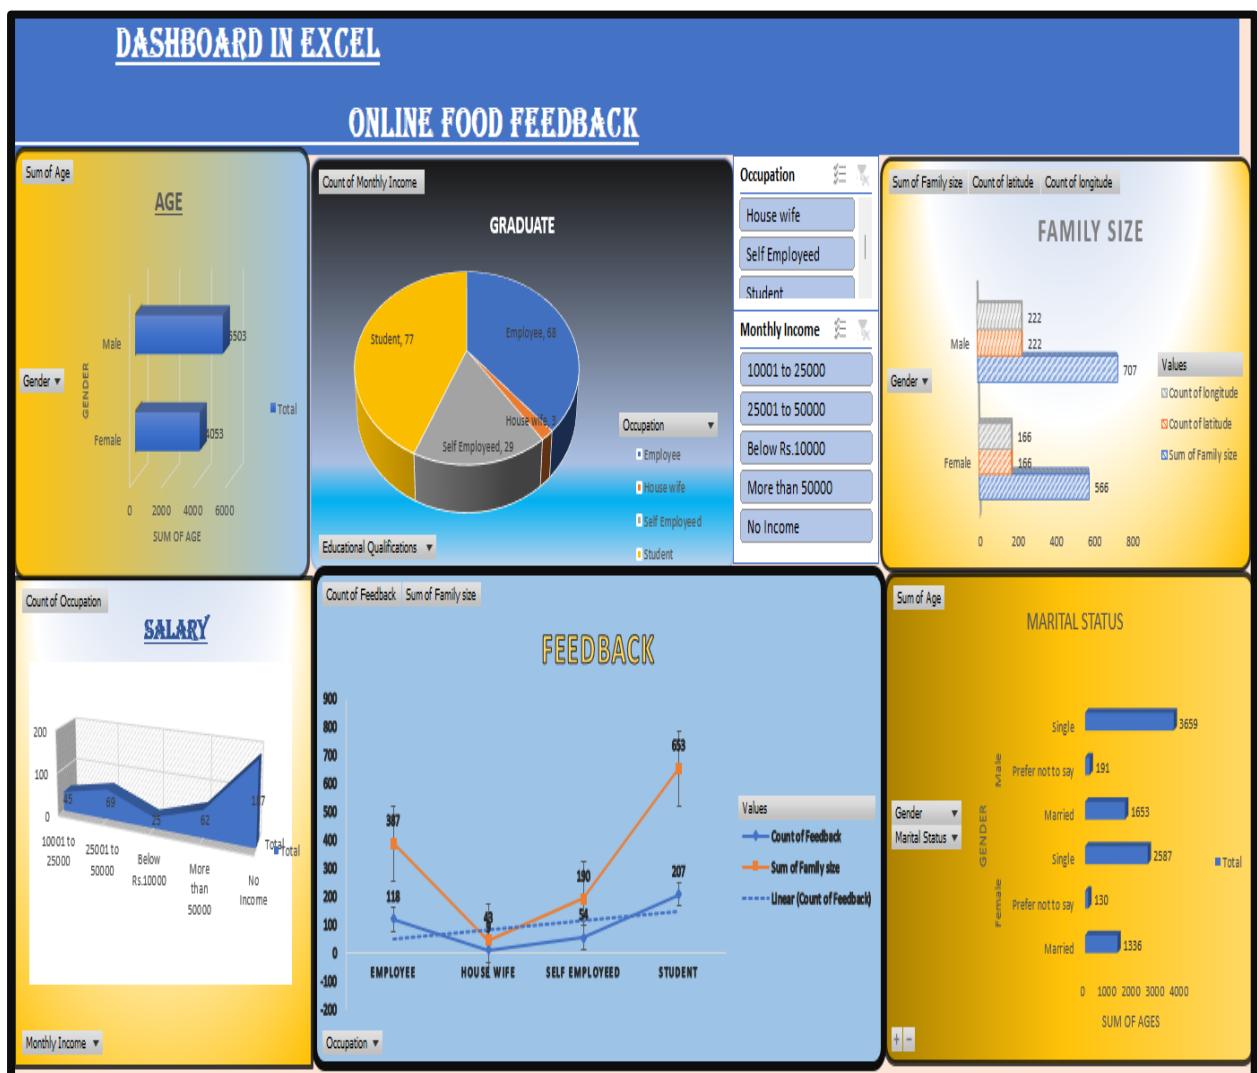 DASHBOARD IN EXCEL
ONLINE FOOD FEEDBACK
Sum of Age
AGE
Male
Female
GENDER
Gender
5503
4053
Total
0 2000 4000 6000
SUM OF AGE
Count of Monthly Income
GRADUATE
Student, 77
Employee, 68
House wife, 3
Self Employeed, 29
Occupation
Employee
House wife
Self Employeed
Student
Educational Qualifications
Occupation
House wife
Self Employeed
Student
Monthly Income
10001 to 25000
25001 to 50000
Below Rs.10000
More than 50000
No Income
Sum of Family size Count of latitude Count of longitude
FAMILY SIZE
222
222
Male
707
Gender
166
166
Female
566
Values
Count of longitude
Count of latitude
Sum of Family size
0 200 400 600 800
Count of Occupation
SALARY
200
100
0
45 69 25 62
Total
Total
10001 to
25000
25001 to
50000
Below
Rs.10000
More
than
50000
No
Income
Monthly Income
Count of Feedback Sum of Family size
FEEDBACK
900
800
700
600
500
400
300
200
100
0
-100
-200
387
118
43
190
54
653
207
EMPLOYEE HOUSE WIFE SELF EMPLOYEED STUDENT
Values
Count of Feedback
Sum of Family size
Linear (Count of Feedback)
Occupation
Sum of Age
MARITAL STATUS
Gender
Marital Status
GENDER
Male
Female
Single
3659
Prefer not to say
191
Married
1653
Single
2587
Prefer not to say
130
Married
1336
Total
0 1000 2000 3000 4000
SUM OF AGES
+ −